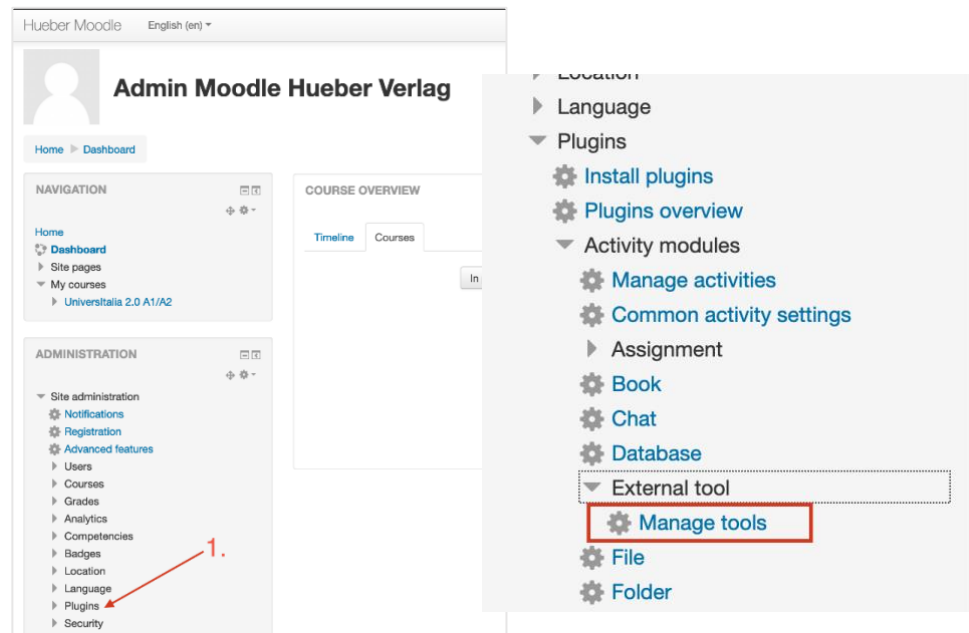 Hueber Moodle English (en)
Admin Moodle Hueber Verlag
Home Dashboard
NAVIGATION
Home
Dashboard
Site pages
My courses
UniversItalia 2.0 A1/A2
ADMINISTRATION
Site administration
Notifications
Registration
Advanced features
Users
Courses
Grades
Analytics
Competencies
Badges
Location
Language
Plugins
Security
1.
COURSE OVERVIEW
Timeline Courses
In
Location
Language
Plugins
Install plugins
Plugins overview
Activity modules
Manage activities
Common activity settings
Assignment
Book
Chat
Database
External tool
Manage tools
File
Folder